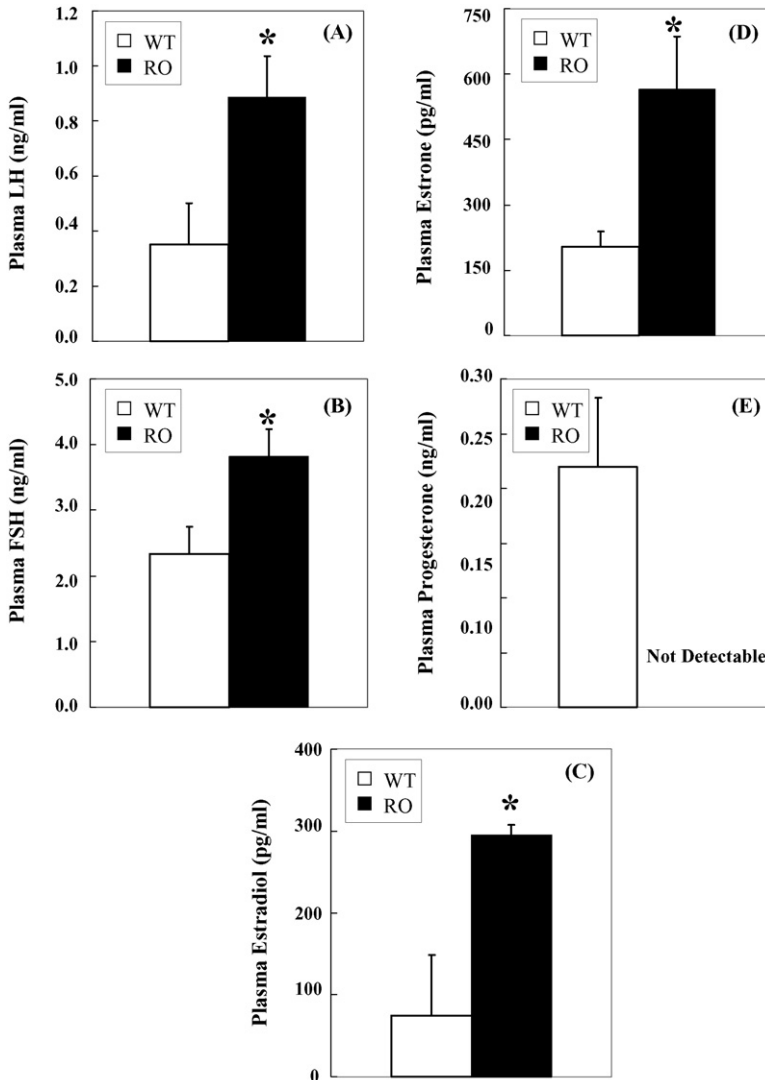 Plasma LH (ng/ml)
1.2
1.0
0.8
0.6
0.4
0.2
0.0
WT
RO
(A)
*
Plasma Estrone (pg/ml)
750
600
450
300
150
0
WT
RO
(D)
*
Plasma FSH (ng/ml)
5.0
4.0
3.0
2.0
1.0
0.0
WT
RO
(B)
*
Plasma Progesterone (ng/ml)
0.30
0.25
0.20
0.15
0.10
0.00
WT
RO
(E)
Not Detectable
Plasma Estradiol (pg/ml)
400
300
200
100
0
WT
RO
(C)
*